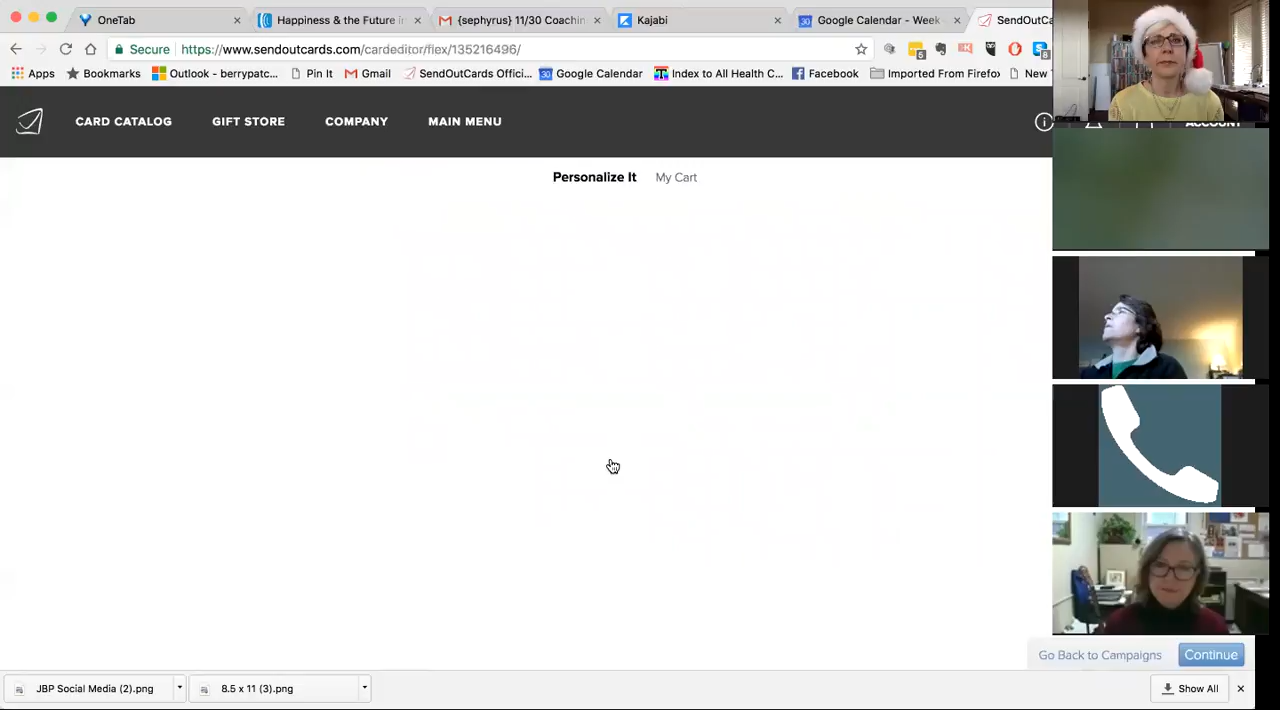 OneTab
Happiness & the Future i
{sephyrus} 11/30 Coachin
Kajabi
Google Calendar - Week
SendOutCa
Secure
https://www.sendoutcards.com/cardeditor/flex/135216496/
5
8
Apps
Bookmarks
Outlook - berrypatc...
Pin It
Gmail
SendOutCards Offici...
Google Calendar
Index to All Health C...
Facebook
Imported From Firefox
New
CARD CATALOG
GIFT STORE
COMPANY
MAIN MENU
ACCOUNT
Personalize It
My Cart
Go Back to Campaigns
Continue
JBP Social Media (2).png
8.5 x 11 (3).png
Show All